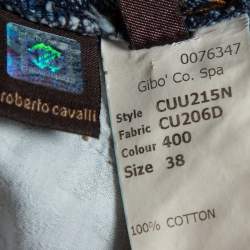 roberto cavalli
0076347
Gibo' Co. Spa
Style CUU215N
Fabric CU206D
Colour 400
Size 38
100% COTTON